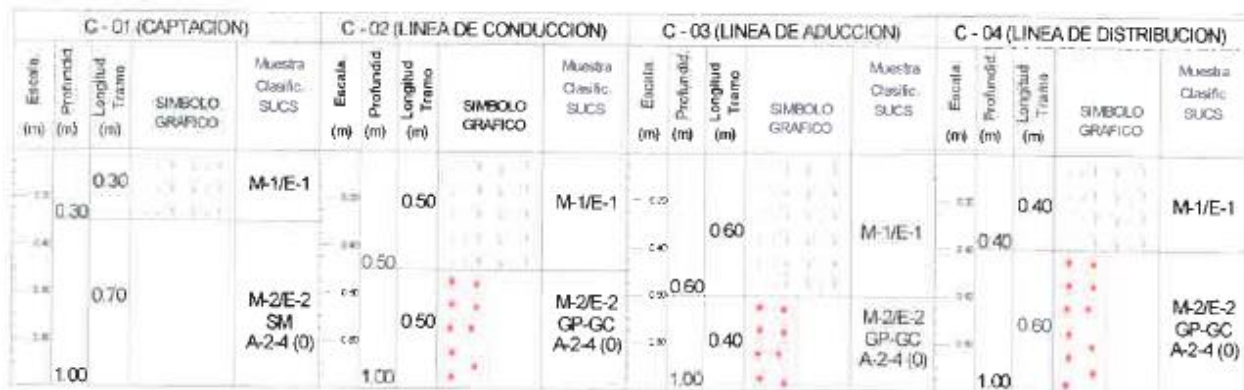 C - 01 (CAPTACION)
Escala. (m)
Profundid. (m)
Longitud Tramo (m)
SIMBOLO GRAFICO
Muestra Clasific. SUCS
0.30
0.30
M-1/E-1
0.70
1.00
M-2/E-2
SM
A-2-4 (0)
C - 02 (LINEA DE CONDUCCION)
Escala. (m)
Profundid. (m)
Longitud Tramo (m)
SIMBOLO GRAFICO
Muestra Clasific. SUCS
0.50
0.50
M-1/E-1
0.50
1.00
M-2/E-2
GP-GC
A-2-4 (0)
C - 03 (LINEA DE ADUCCION)
Escala. (m)
Profundid. (m)
Longitud Tramo (m)
SIMBOLO GRAFICO
Muestra Clasific. SUCS
0.60
0.60
M-1/E-1
0.40
1.00
M-2/E-2
GP-GC
A-2-4 (0)
C - 04 (LINEA DE DISTRIBUCION)
Escala. (m)
Profundid. (m)
Longitud Tramo (m)
SIMBOLO GRAFICO
Muestra Clasific. SUCS
0.40
0.40
M-1/E-1
0.60
1.00
M-2/E-2
GP-GC
A-2-4 (0)